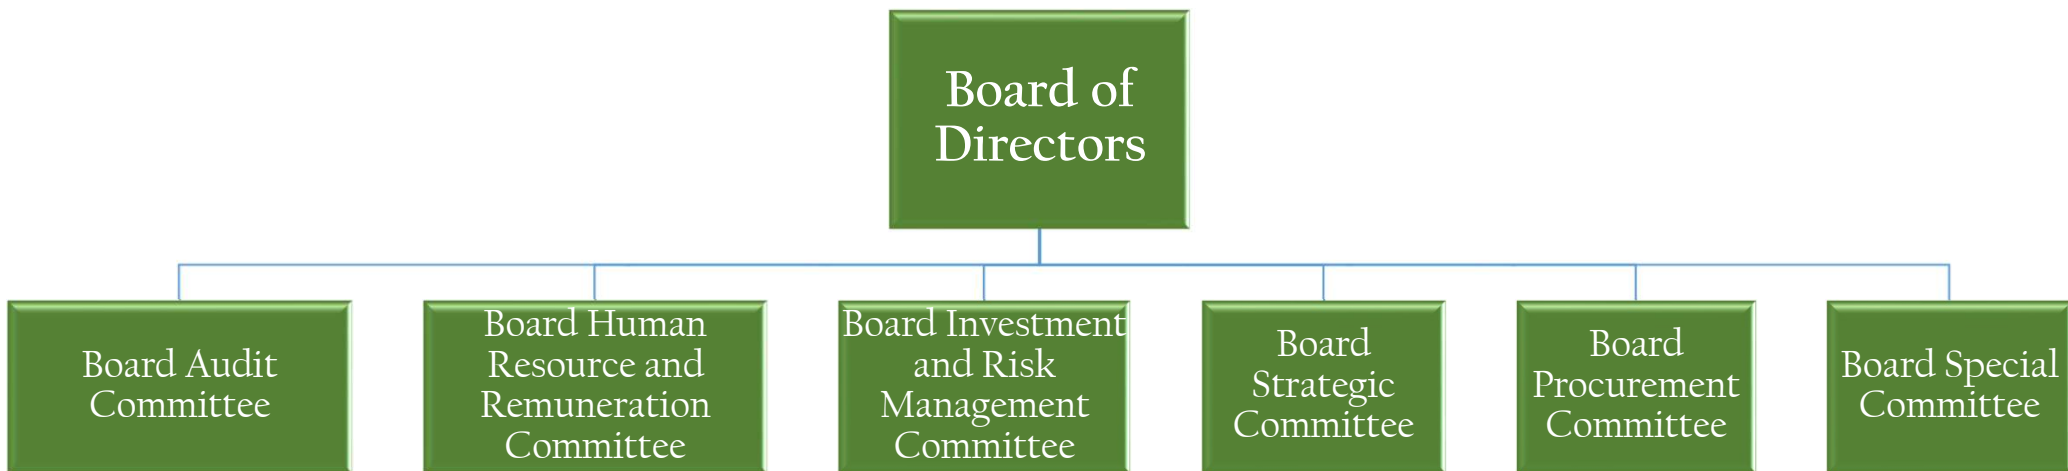 Board of
Directors
Board Audit
Committee
Board Human
Resource and
Remuneration
Committee
Board Investment
and Risk
Management
Committee
Board
Strategic
Committee
Board
Procurement
Committee
Board Special
Committee